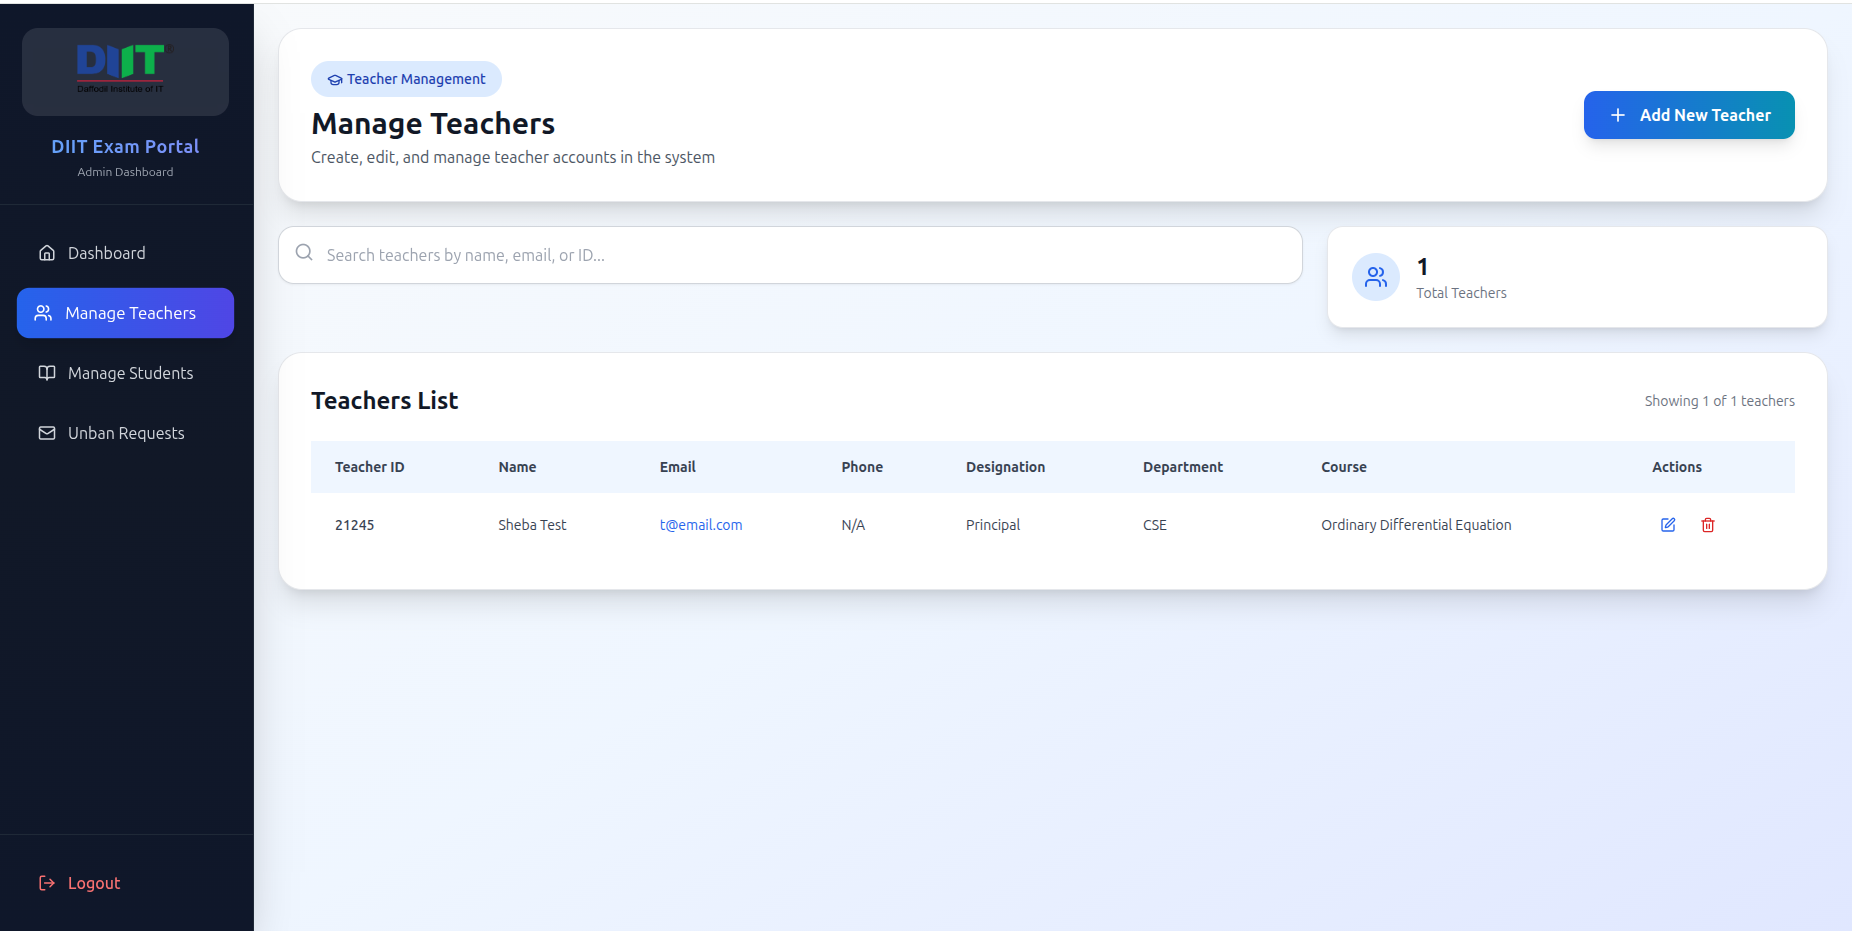 DIIT
Daffodil Institute of IT
DIIT Exam Portal
Admin Dashboard
Dashboard
Manage Teachers
Manage Students
Unban Requests
Logout
Teacher Management
Manage Teachers
Create, edit, and manage teacher accounts in the system
Add New Teacher
Search teachers by name, email, or ID...
1
Total Teachers
Teachers List
Showing 1 of 1 teachers
Teacher ID Name Email Phone Designation Department Course Actions
21245 Sheba Test t@email.com N/A Principal CSE Ordinary Differential Equation